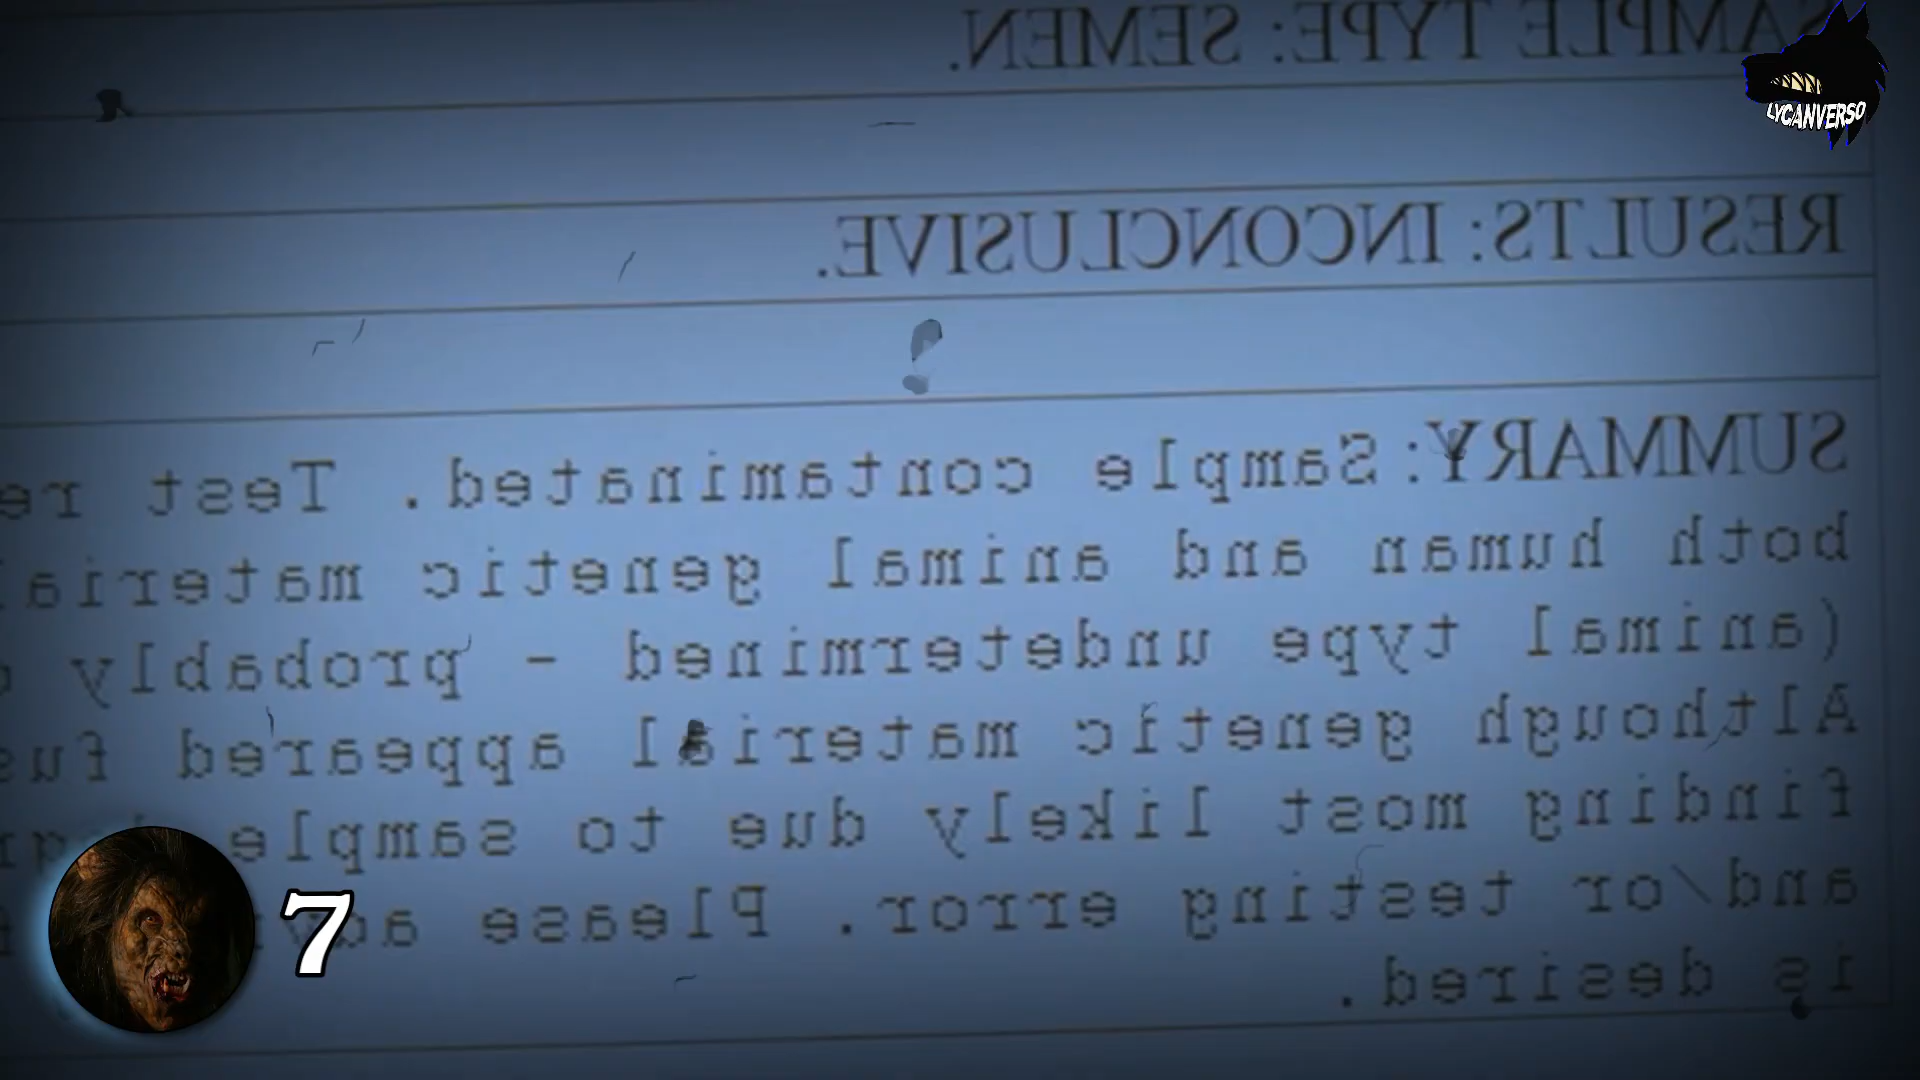 SAMPLE TYPE: SEMEN.
LYCANVERSO
RESULTS: INCONCLUSIVE.
SUMMARY: Sample contaminated. Test re
both human and animal genetic materia
(animal type undetermined - probably
Although genetic material appeared fus
finding most likely due to sample
and/or testing error. Please
is desired.
7